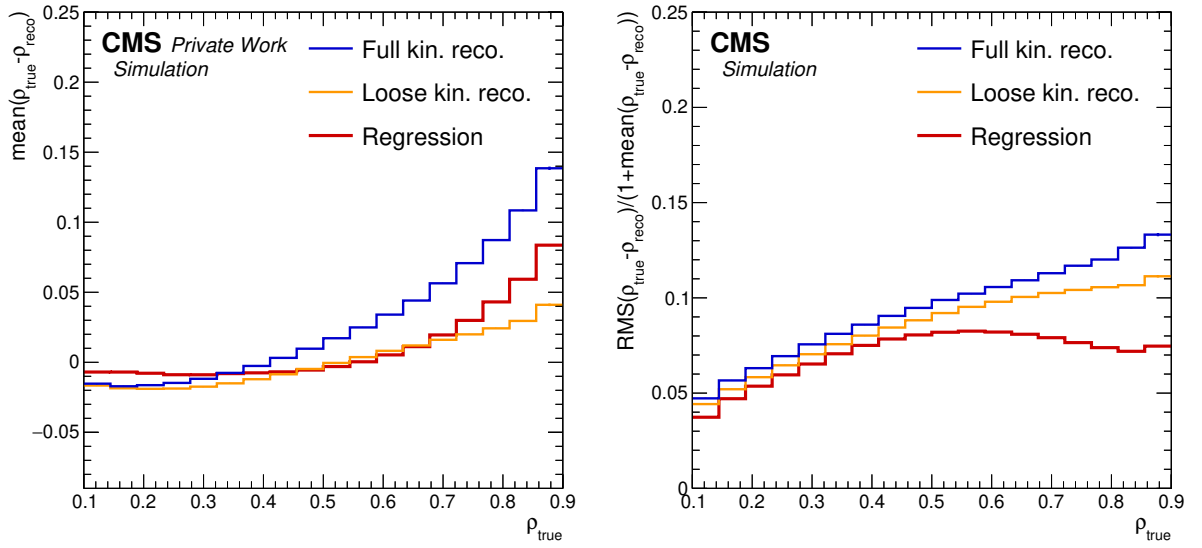 CMS Private Work
Simulation
Full kin. reco.
Loose kin. reco.
Regression
mean(ρtrue-ρreco)
0.25
0.2
0.15
0.1
0.05
0
−0.05
0.1 0.2 0.3 0.4 0.5 0.6 0.7 0.8 0.9
ρtrue
CMS
Simulation
Full kin. reco.
Loose kin. reco.
Regression
RMS(ρtrue-ρreco)/(1+mean(ρtrue-ρreco))
0.25
0.2
0.15
0.1
0.05
0
0.1 0.2 0.3 0.4 0.5 0.6 0.7 0.8 0.9
ρtrue